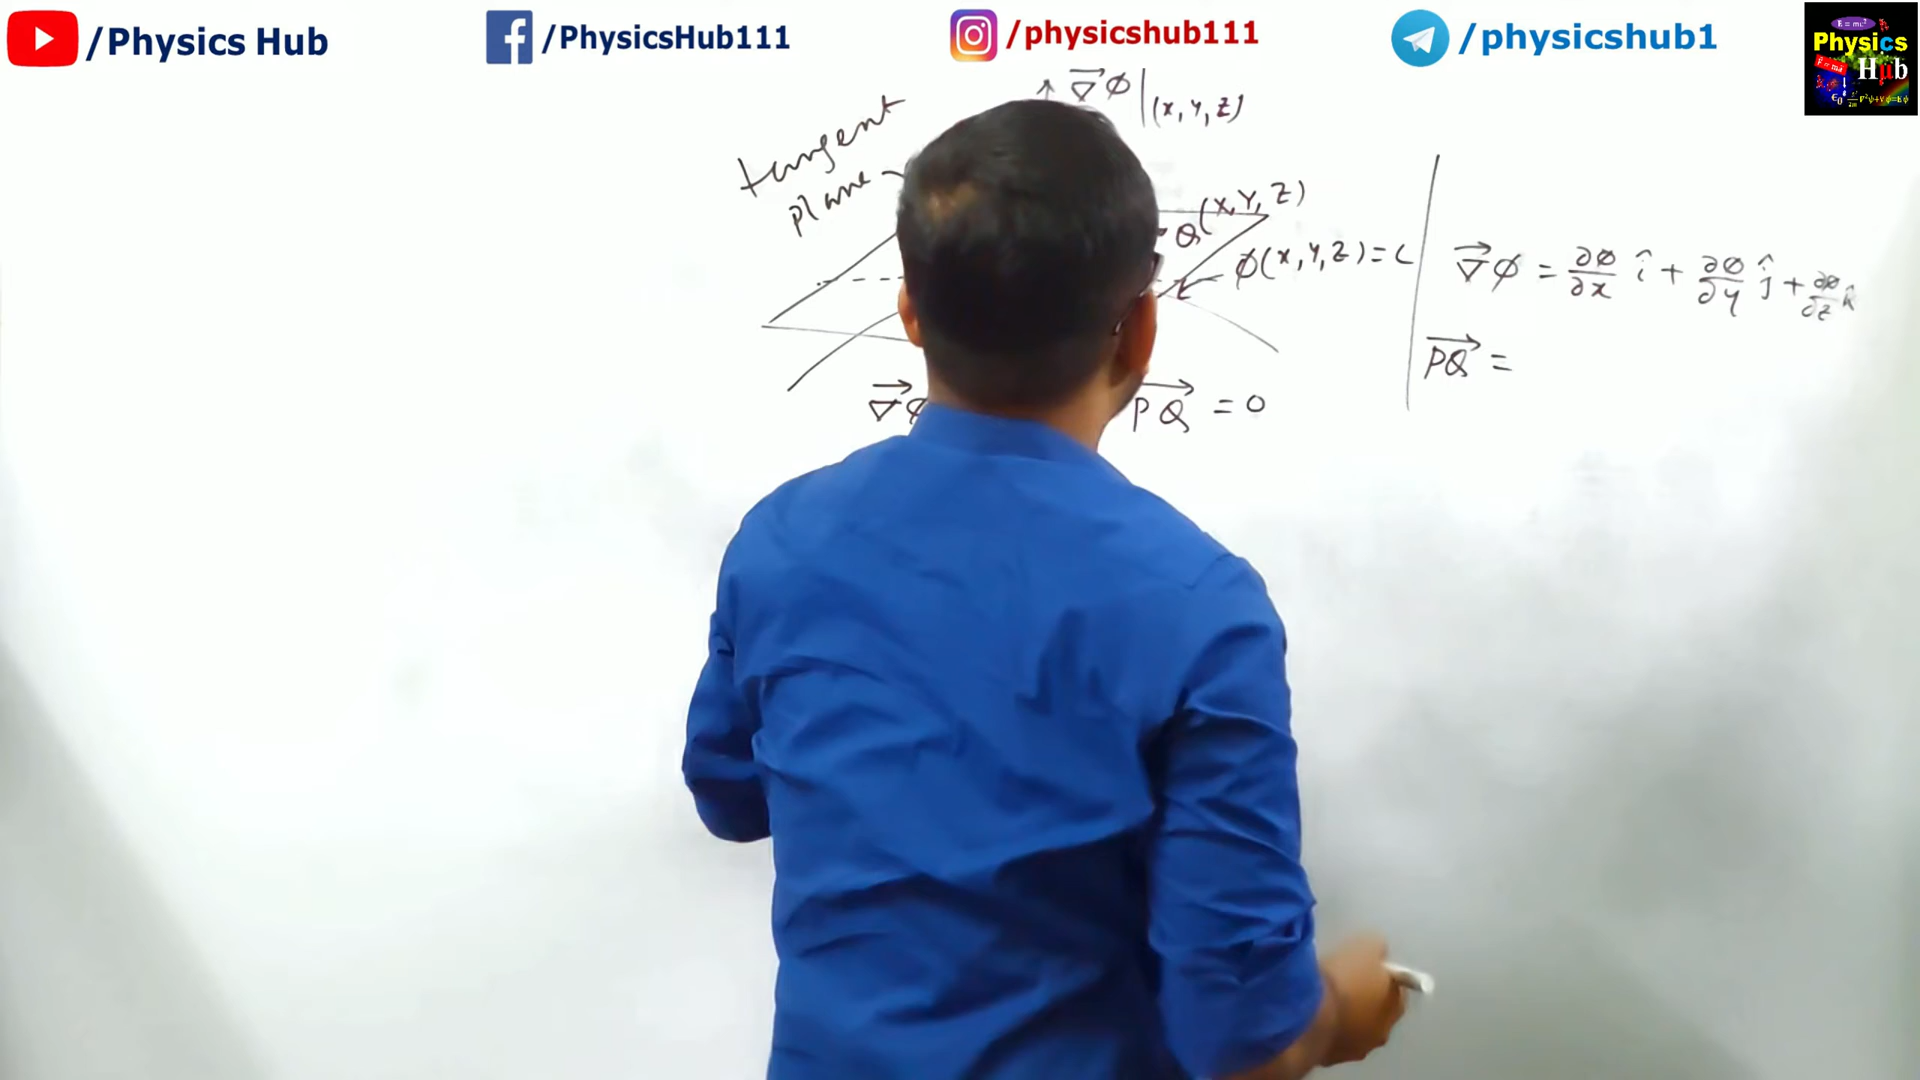 /Physics Hub
/PhysicsHub111
/physicshub111
/physicshub1
Physics
Hub
∇⃗ϕ|(x, y, z)
tangent
plane
Q(X, Y, Z)
ϕ(x, y, z) = c
∇⃗ϕ = ∂ϕ/∂x î + ∂ϕ/∂y ĵ + ∂ϕ/∂z k̂
PQ⃗ =
∇⃗ϕ PQ⃗ = 0